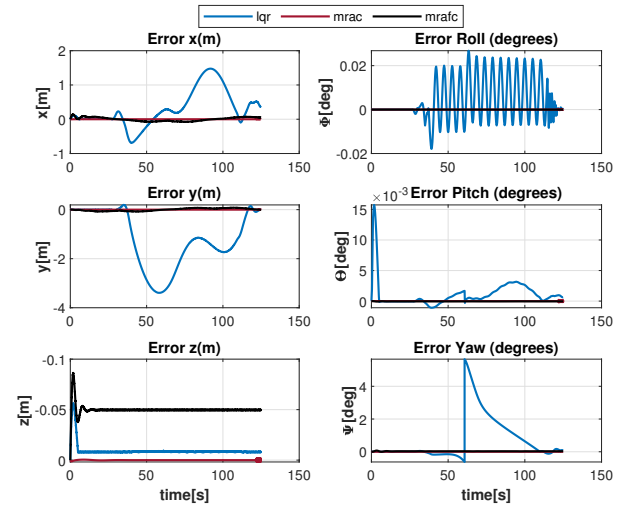 lqr mrac mrafc
Error x(m)
x[m]
2
1
0
-1
0 50 100 150
Error Roll (degrees)
Φ[deg]
0.02
0
-0.02
0 50 100 150
Error y(m)
y[m]
0
-2
-4
0 50 100 150
Error Pitch (degrees)
×10-3
Θ[deg]
15
10
5
0
0 50 100 150
Error z(m)
z[m]
-0.1
-0.05
0
0 50 100 150
time[s]
Error Yaw (degrees)
Ψ[deg]
4
2
0
0 50 100 150
time[s]